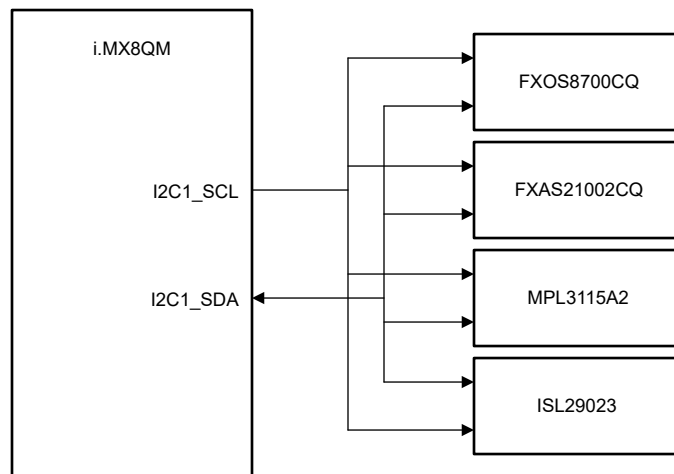 i.MX8QM
FXOS8700CQ
I2C1_SCL
FXAS21002CQ
I2C1_SDA
MPL3115A2
ISL29023